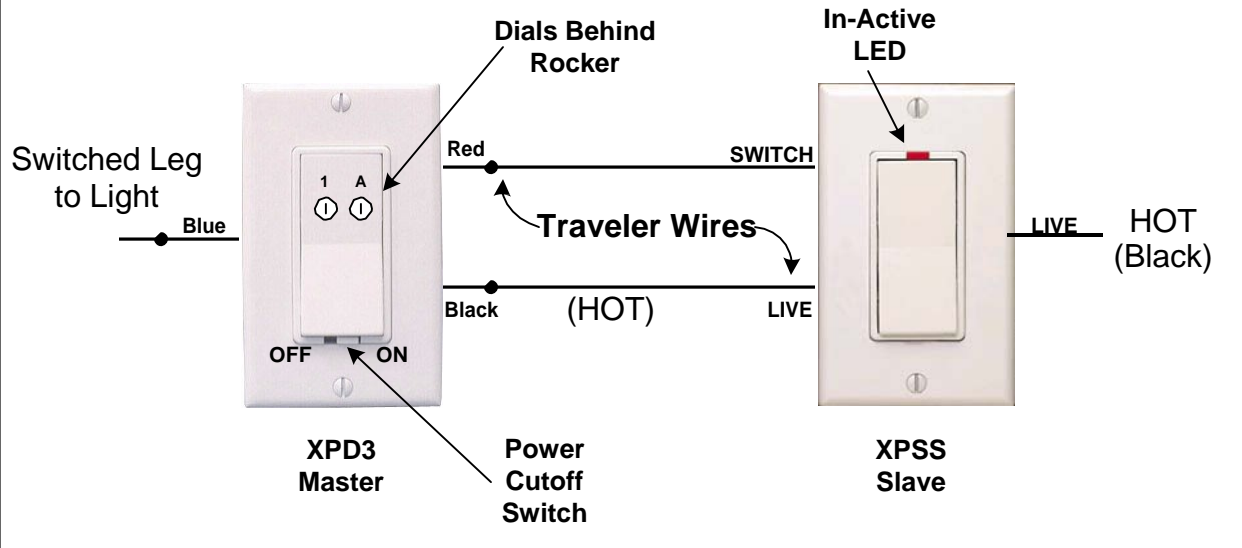 In-Active
LED
Dials Behind
Rocker
Switched Leg
to Light
Blue
1 A
OFF ON
Red
SWITCH
Traveler Wires
Black
(HOT)
LIVE
LIVE
HOT
(Black)
XPD3
Master
Power
Cutoff
Switch
XPSS
Slave